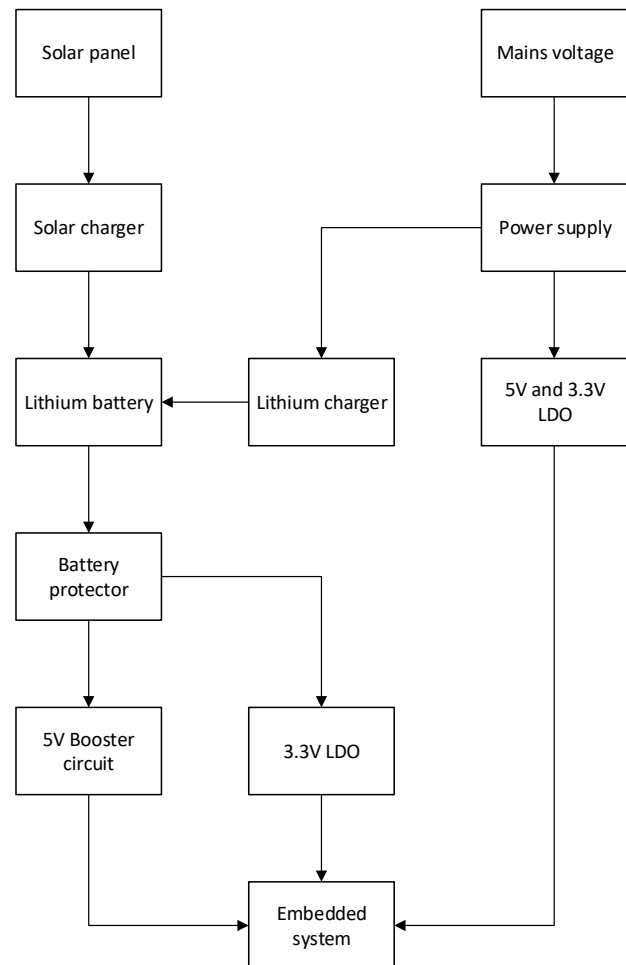 Solar panel
Mains voltage
Solar charger
Power supply
Lithium battery
Lithium charger
5V and 3.3V
LDO
Battery
protector
5V Booster
circuit
3.3V LDO
Embedded
system